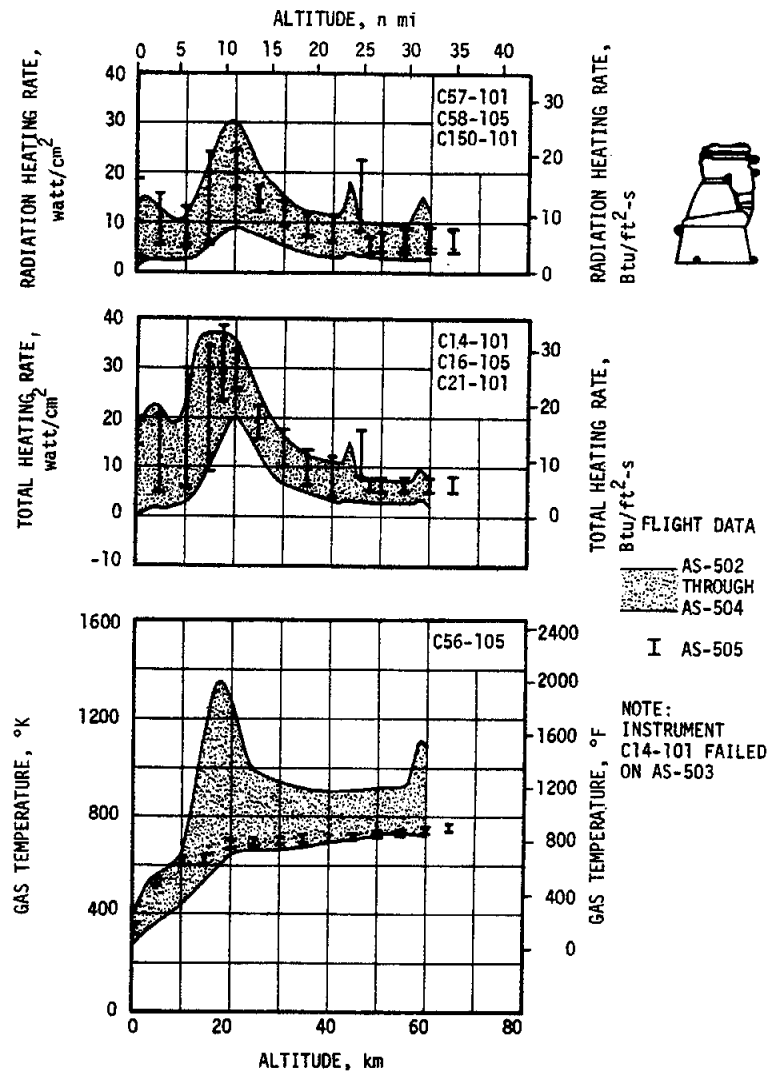 ALTITUDE, n mi
0 5 10 15 20 25 30 35 40
RADIATION HEATING RATE,
watt/cm2
40
30
20
10
0
C57-101
C58-105
C150-101
30
20
10
0
RADIATION HEATING RATE,
Btu/ft2-s
TOTAL HEATING RATE,
watt/cm2
40
30
20
10
0
-10
C14-101
C16-105
C21-101
30
20
10
0
TOTAL HEATING RATE,
Btu/ft2-s
FLIGHT DATA
AS-502
THROUGH
AS-504
I AS-505
NOTE:
INSTRUMENT
C14-101 FAILED
ON AS-503
GAS TEMPERATURE, °K
1600
1200
800
400
0
C56-105
2400
2000
1600
1200
800
400
0
GAS TEMPERATURE, °F
0 20 40 60 80
ALTITUDE, km